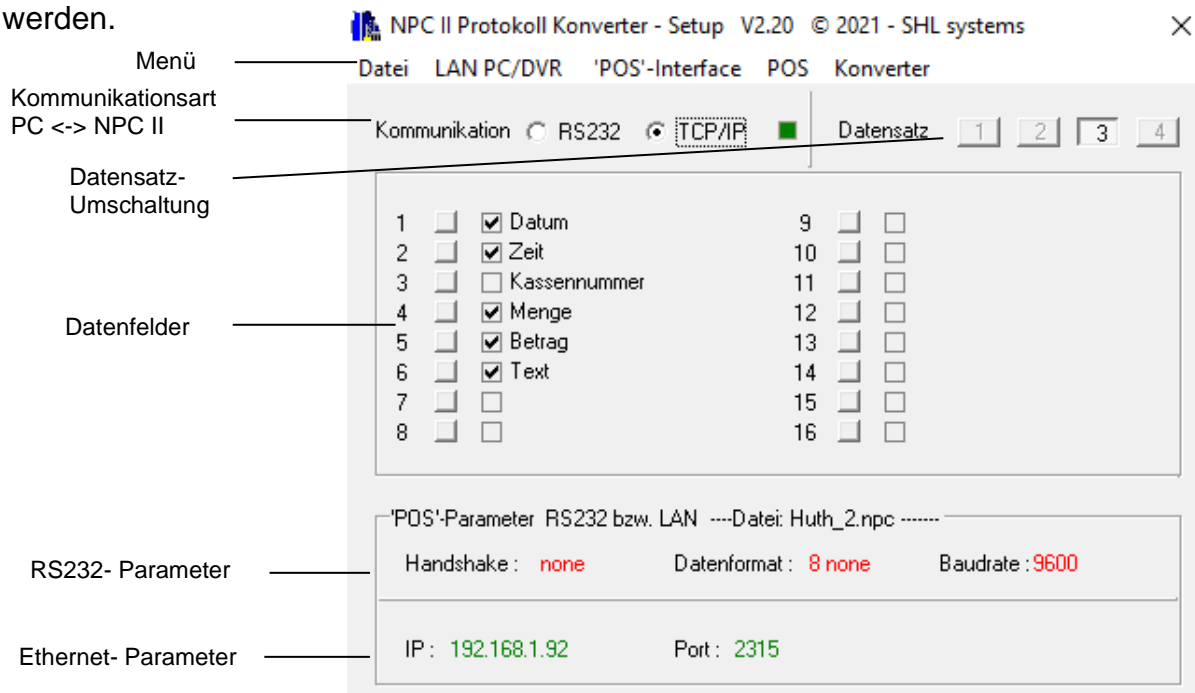 werden.
NPC II Protokoll Konverter - Setup V2.20 © 2021 - SHL systems
Menü
Datei LAN PC/DVR 'POS'-Interface POS Konverter
Kommunikationsart
PC <-> NPC II
Kommunikation RS232 TCP/IP Datensatz 1 2 3 4
Datensatz-
Umschaltung
1 Datum 9
2 Zeit 10
3 Kassennummer 11
4 Menge 12
Datenfelder
5 Betrag 13
6 Text 14
7 15
8 16
'POS'-Parameter RS232 bzw. LAN ----Datei: Huth_2.npc -------
RS232- Parameter
Handshake : none Datenformat : 8 none Baudrate : 9600
Ethernet- Parameter
IP : 192.168.1.92 Port : 2315